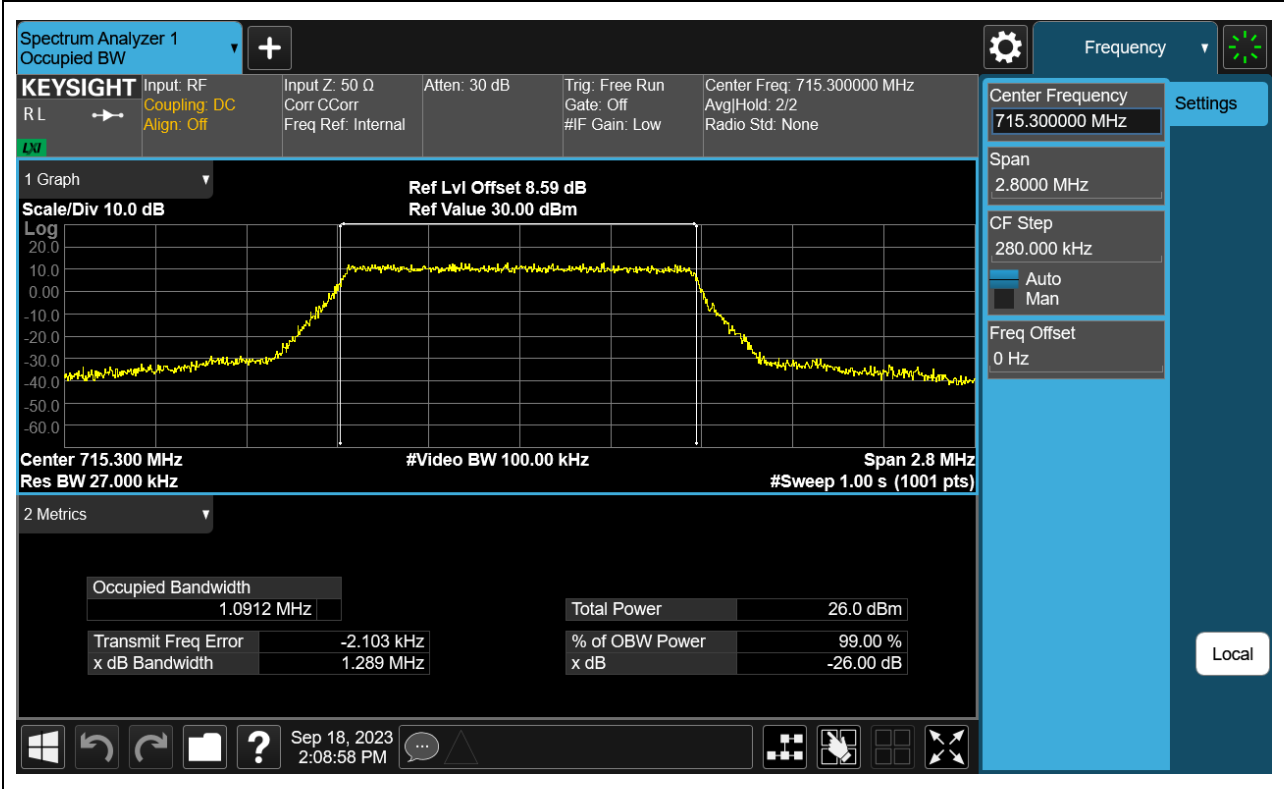 Spectrum Analyzer 1
Occupied BW
+
Frequency
KEYSIGHT
R L
LXI
Input: RF
Coupling: DC
Align: Off
Input Z: 50 Ω
Corr CCorr
Freq Ref: Internal
Atten: 30 dB
Trig: Free Run
Gate: Off
#IF Gain: Low
Center Freq: 715.300000 MHz
Avg|Hold: 2/2
Radio Std: None
Center Frequency
715.300000 MHz
Settings
Span
2.8000 MHz
CF Step
280.000 kHz
Auto
Man
Freq Offset
0 Hz
Local
1 Graph
Scale/Div 10.0 dB
Ref Lvl Offset 8.59 dB
Ref Value 30.00 dBm
Log
20.0
10.0
0.00
-10.0
-20.0
-30.0
-40.0
-50.0
-60.0
Center 715.300 MHz
#Video BW 100.00 kHz
Span 2.8 MHz
Res BW 27.000 kHz
#Sweep 1.00 s (1001 pts)
2 Metrics
Occupied Bandwidth
1.0912 MHz
Total Power 26.0 dBm
Transmit Freq Error -2.103 kHz
% of OBW Power 99.00 %
x dB Bandwidth 1.289 MHz
x dB -26.00 dB
?
Sep 18, 2023
2:08:58 PM